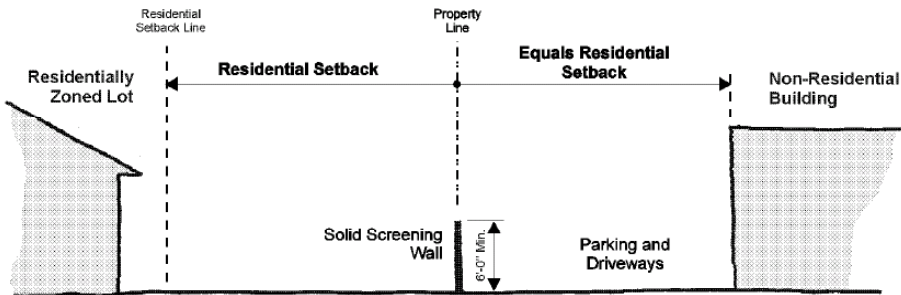 Residential
Setback Line
Property
Line
Residentially
Zoned Lot
Residential Setback
Equals Residential
Setback
Non-Residential
Building
Solid Screening
Wall
6'-0" Min.
Parking and
Driveways